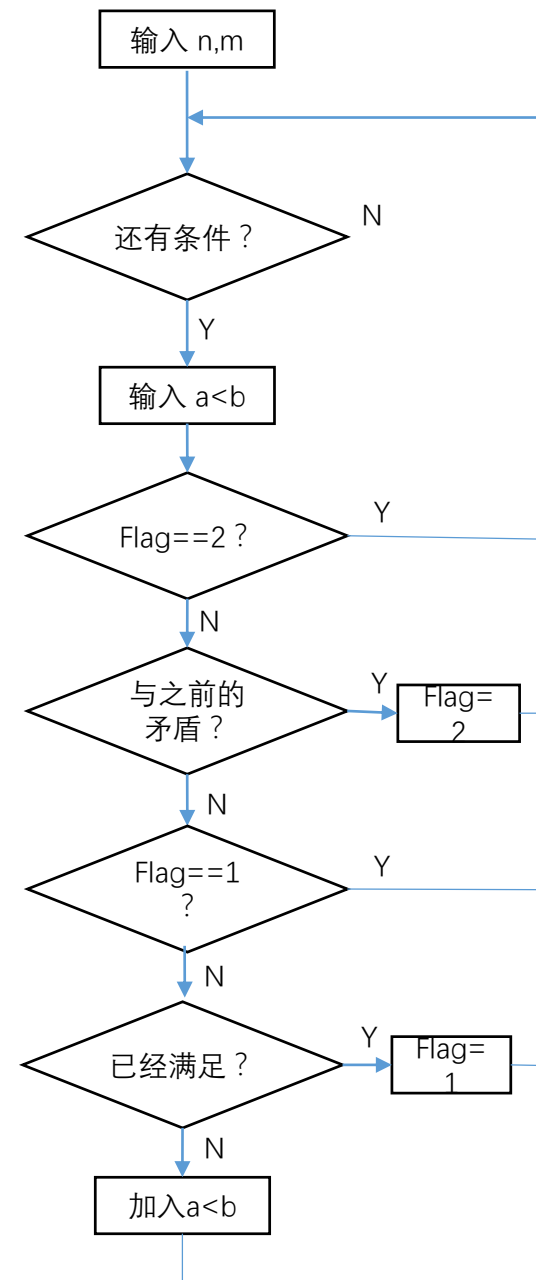 输入 n,m
还有条件？
N
Y
输入 a<b
Flag==2？
Y
N
与之前的
矛盾？
Y
Flag=
2
N
Flag==1
？
Y
N
已经满足？
Y
Flag=
1
N
加入a<b